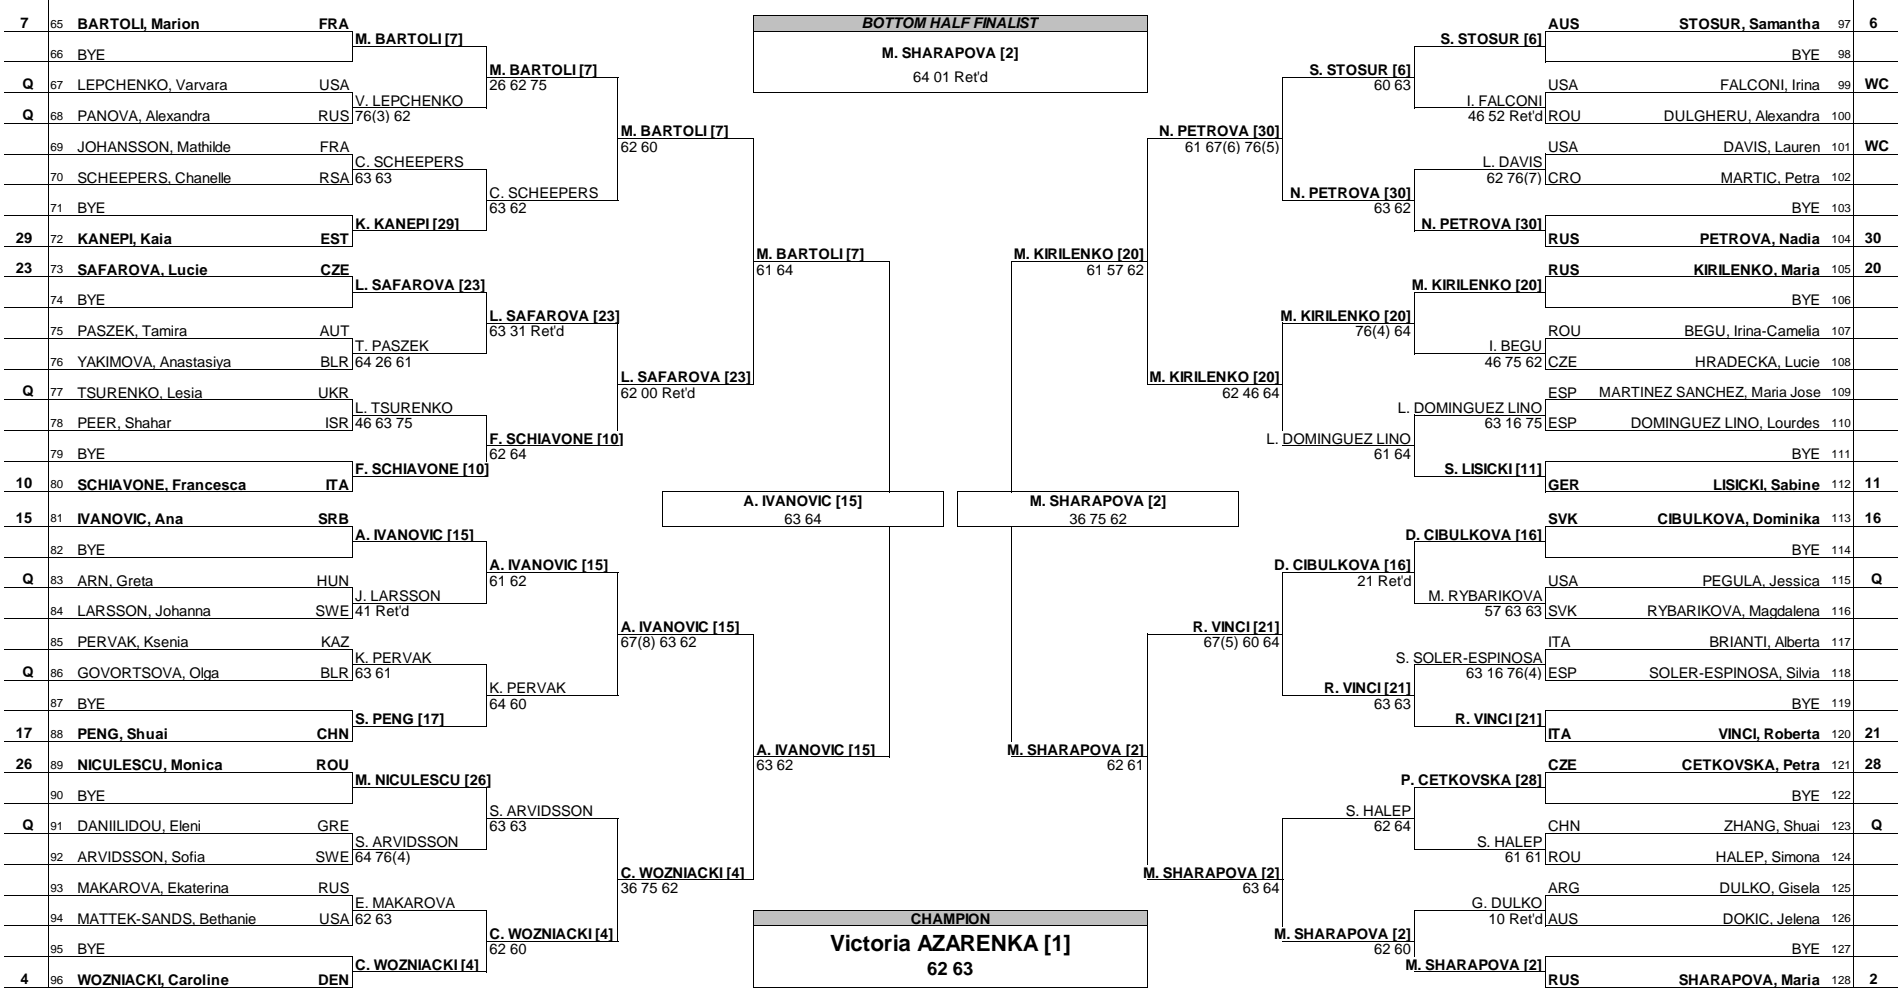 7 65 BARTOLI, Marion FRA
66 BYE
Q 67 LEPCHENKO, Varvara USA
Q 68 PANOVA, Alexandra RUS
69 JOHANSSON, Mathilde FRA
70 SCHEEPERS, Chanelle RSA
71 BYE
29 72 KANEPI, Kaia EST
23 73 SAFAROVA, Lucie CZE
74 BYE
75 PASZEK, Tamira AUT
76 YAKIMOVA, Anastasiya BLR
Q 77 TSURENKO, Lesia UKR
78 PEER, Shahar ISR
79 BYE
10 80 SCHIAVONE, Francesca ITA
15 81 IVANOVIC, Ana SRB
82 BYE
Q 83 ARN, Greta HUN
84 LARSSON, Johanna SWE
85 PERVAK, Ksenia KAZ
Q 86 GOVORTSOVA, Olga BLR
87 BYE
17 88 PENG, Shuai CHN
26 89 NICULESCU, Monica ROU
90 BYE
Q 91 DANIILIDOU, Eleni GRE
92 ARVIDSSON, Sofia SWE
93 MAKAROVA, Ekaterina RUS
94 MATTEK-SANDS, Bethanie USA
95 BYE
4 96 WOZNIACKI, Caroline DEN
M. BARTOLI [7]
V. LEPCHENKO
76(3) 62
C. SCHEEPERS
63 63
K. KANEPI [29]
L. SAFAROVA [23]
T. PASZEK
64 26 61
L. TSURENKO
46 63 75
F. SCHIAVONE [10]
A. IVANOVIC [15]
J. LARSSON
41 Ret'd
K. PERVAK
63 61
S. PENG [17]
M. NICULESCU [26]
S. ARVIDSSON
64 76(4)
E. MAKAROVA
62 63
C. WOZNIACKI [4]
M. BARTOLI [7]
26 62 75
C. SCHEEPERS
63 62
L. SAFAROVA [23]
63 31 Ret'd
F. SCHIAVONE [10]
62 64
A. IVANOVIC [15]
61 62
K. PERVAK
64 60
S. ARVIDSSON
63 63
C. WOZNIACKI [4]
62 60
M. BARTOLI [7]
62 60
L. SAFAROVA [23]
62 00 Ret'd
A. IVANOVIC [15]
67(8) 63 62
C. WOZNIACKI [4]
36 75 62
M. BARTOLI [7]
61 64
A. IVANOVIC [15]
63 62
A. IVANOVIC [15]
63 64
BOTTOM HALF FINALIST
M. SHARAPOVA [2]
64 01 Ret'd
CHAMPION
Victoria AZARENKA [1]
62 63
M. SHARAPOVA [2]
36 75 62
M. KIRILENKO [20]
61 57 62
M. SHARAPOVA [2]
62 61
N. PETROVA [30]
61 67(6) 76(5)
M. KIRILENKO [20]
62 46 64
R. VINCI [21]
67(5) 60 64
M. SHARAPOVA [2]
63 64
S. STOSUR [6]
60 63
N. PETROVA [30]
63 62
M. KIRILENKO [20]
76(4) 64
L. DOMINGUEZ LINO
61 64
D. CIBULKOVA [16]
21 Ret'd
R. VINCI [21]
63 63
S. HALEP
62 64
M. SHARAPOVA [2]
62 60
S. STOSUR [6]
I. FALCONI
46 52 Ret'd
L. DAVIS
62 76(7)
N. PETROVA [30]
M. KIRILENKO [20]
I. BEGU
46 75 62
L. DOMINGUEZ LINO
63 16 75
S. LISICKI [11]
D. CIBULKOVA [16]
M. RYBARIKOVA
57 63 63
S. SOLER-ESPINOSA
63 16 76(4)
R. VINCI [21]
P. CETKOVSKA [28]
S. HALEP
61 61
G. DULKO
10 Ret'd
M. SHARAPOVA [2]
AUS STOSUR, Samantha 97 6
BYE 98
USA FALCONI, Irina 99 WC
ROU DULGHERU, Alexandra 100
USA DAVIS, Lauren 101 WC
CRO MARTIC, Petra 102
BYE 103
RUS PETROVA, Nadia 104 30
RUS KIRILENKO, Maria 105 20
BYE 106
ROU BEGU, Irina-Camelia 107
CZE HRADECKA, Lucie 108
ESP MARTINEZ SANCHEZ, Maria Jose 109
ESP DOMINGUEZ LINO, Lourdes 110
BYE 111
GER LISICKI, Sabine 112 11
SVK CIBULKOVA, Dominika 113 16
BYE 114
USA PEGULA, Jessica 115 Q
SVK RYBARIKOVA, Magdalena 116
ITA BRIANTI, Alberta 117
ESP SOLER-ESPINOSA, Silvia 118
BYE 119
ITA VINCI, Roberta 120 21
CZE CETKOVSKA, Petra 121 28
BYE 122
CHN ZHANG, Shuai 123 Q
ROU HALEP, Simona 124
ARG DULKO, Gisela 125
AUS DOKIC, Jelena 126
BYE 127
RUS SHARAPOVA, Maria 128 2